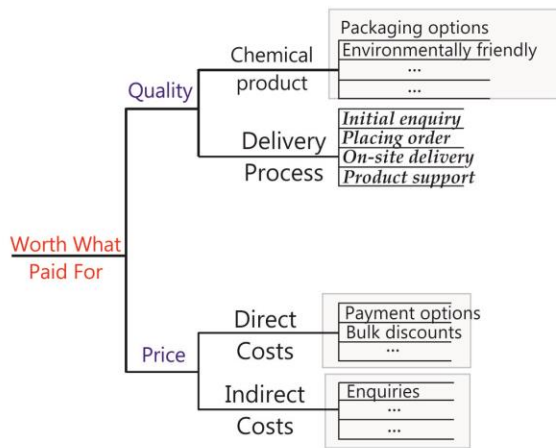 Worth What
Paid For
Quality
Chemical
product
Packaging options
Environmentally friendly
...
...
Delivery
Process
Initial enquiry
Placing order
On-site delivery
Product support
Price
Direct
Costs
Payment options
Bulk discounts
...
Indirect
Costs
Enquiries
...
...